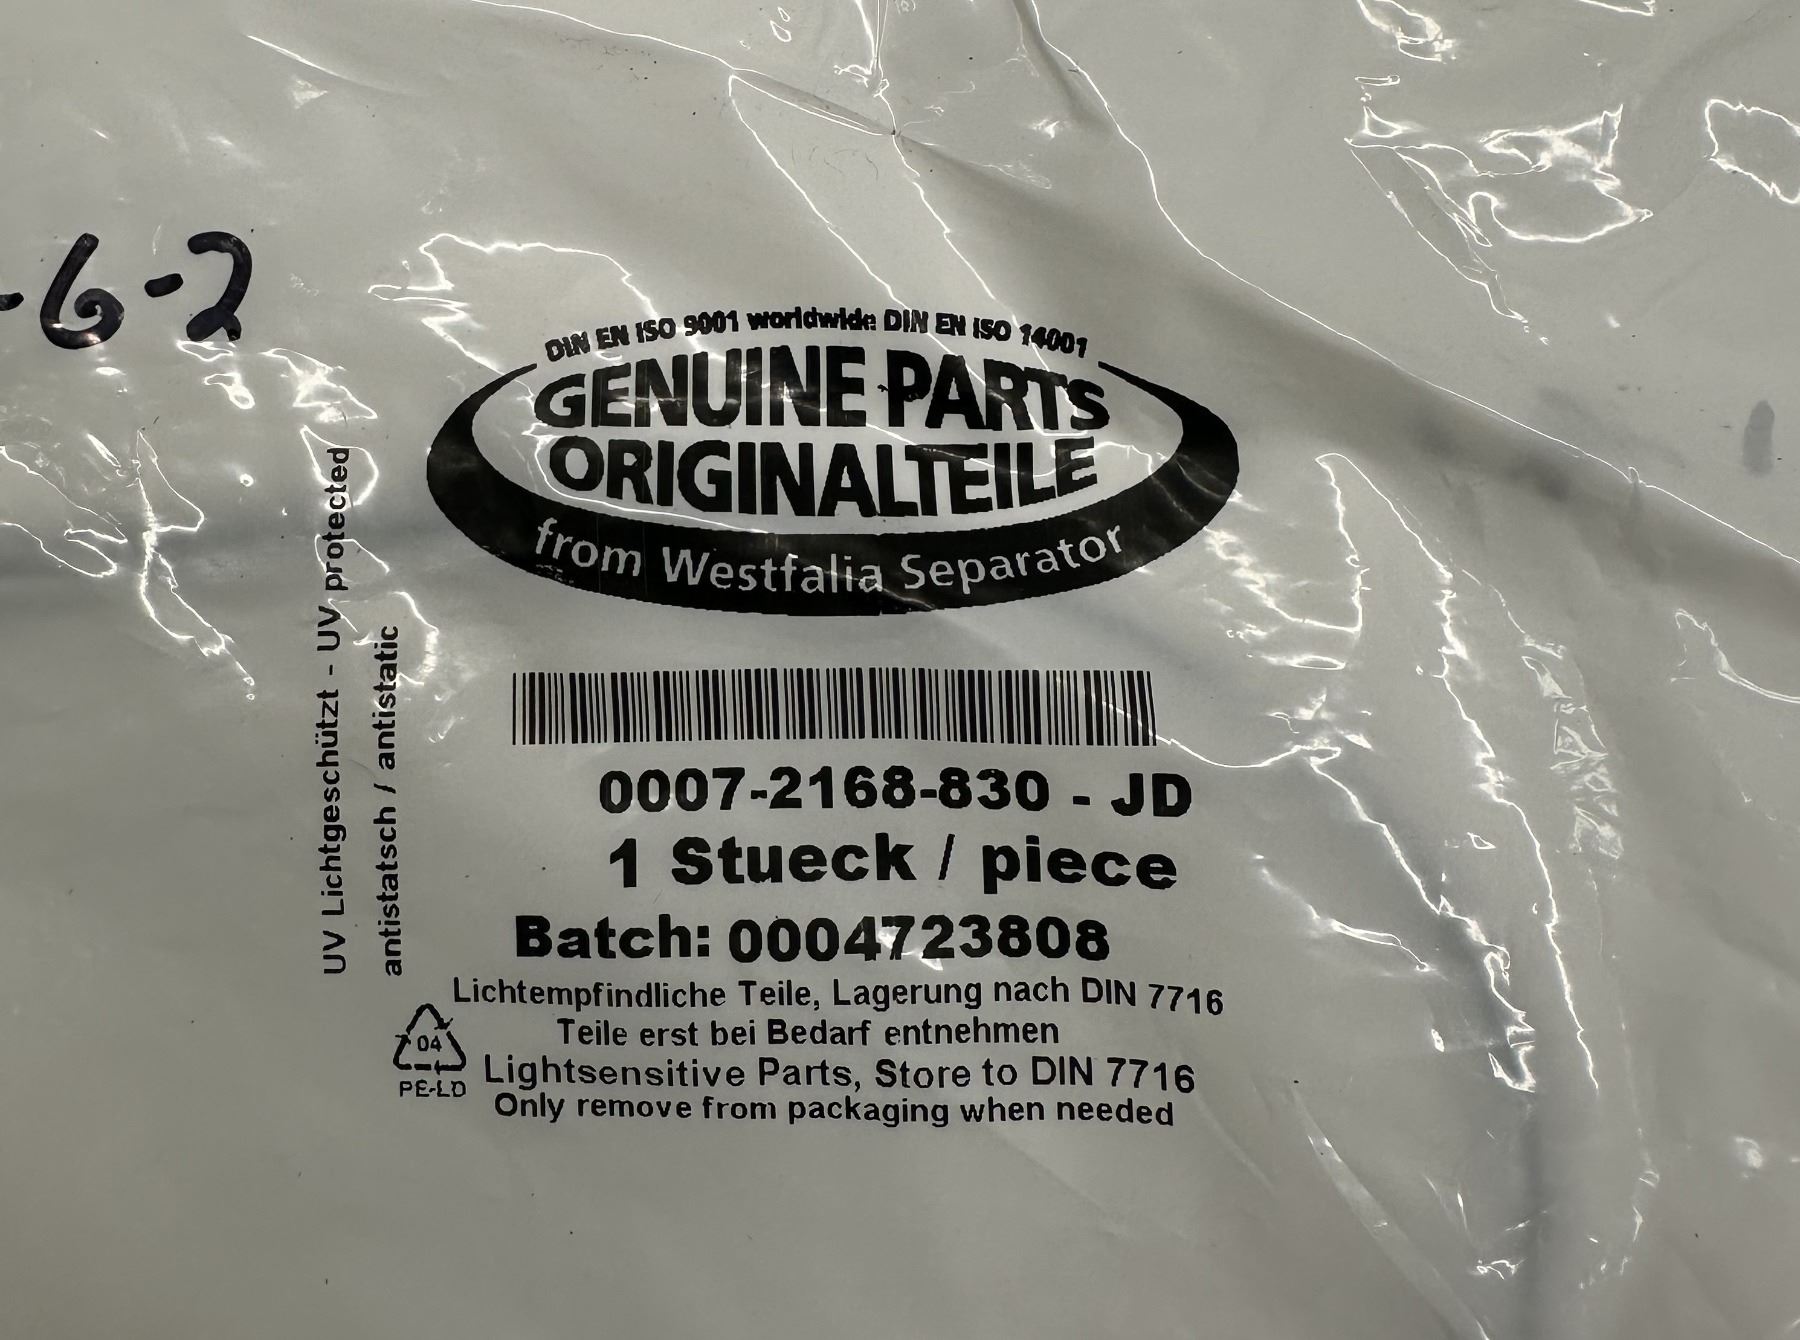 -6-2
DIN EN ISO 9001 worldwide DIN EN ISO 14001
GENUINE PARTS
ORIGINALTEILE
from Westfalia Separator
UV Lichtgeschützt - UV protected
antistatsch / antistatic
0007-2168-830 - JD
1 Stueck / piece
Batch: 0004723808
Lichtempfindliche Teile, Lagerung nach DIN 7716
Teile erst bei Bedarf entnehmen
Lightsensitive Parts, Store to DIN 7716
Only remove from packaging when needed
04
PE-LD